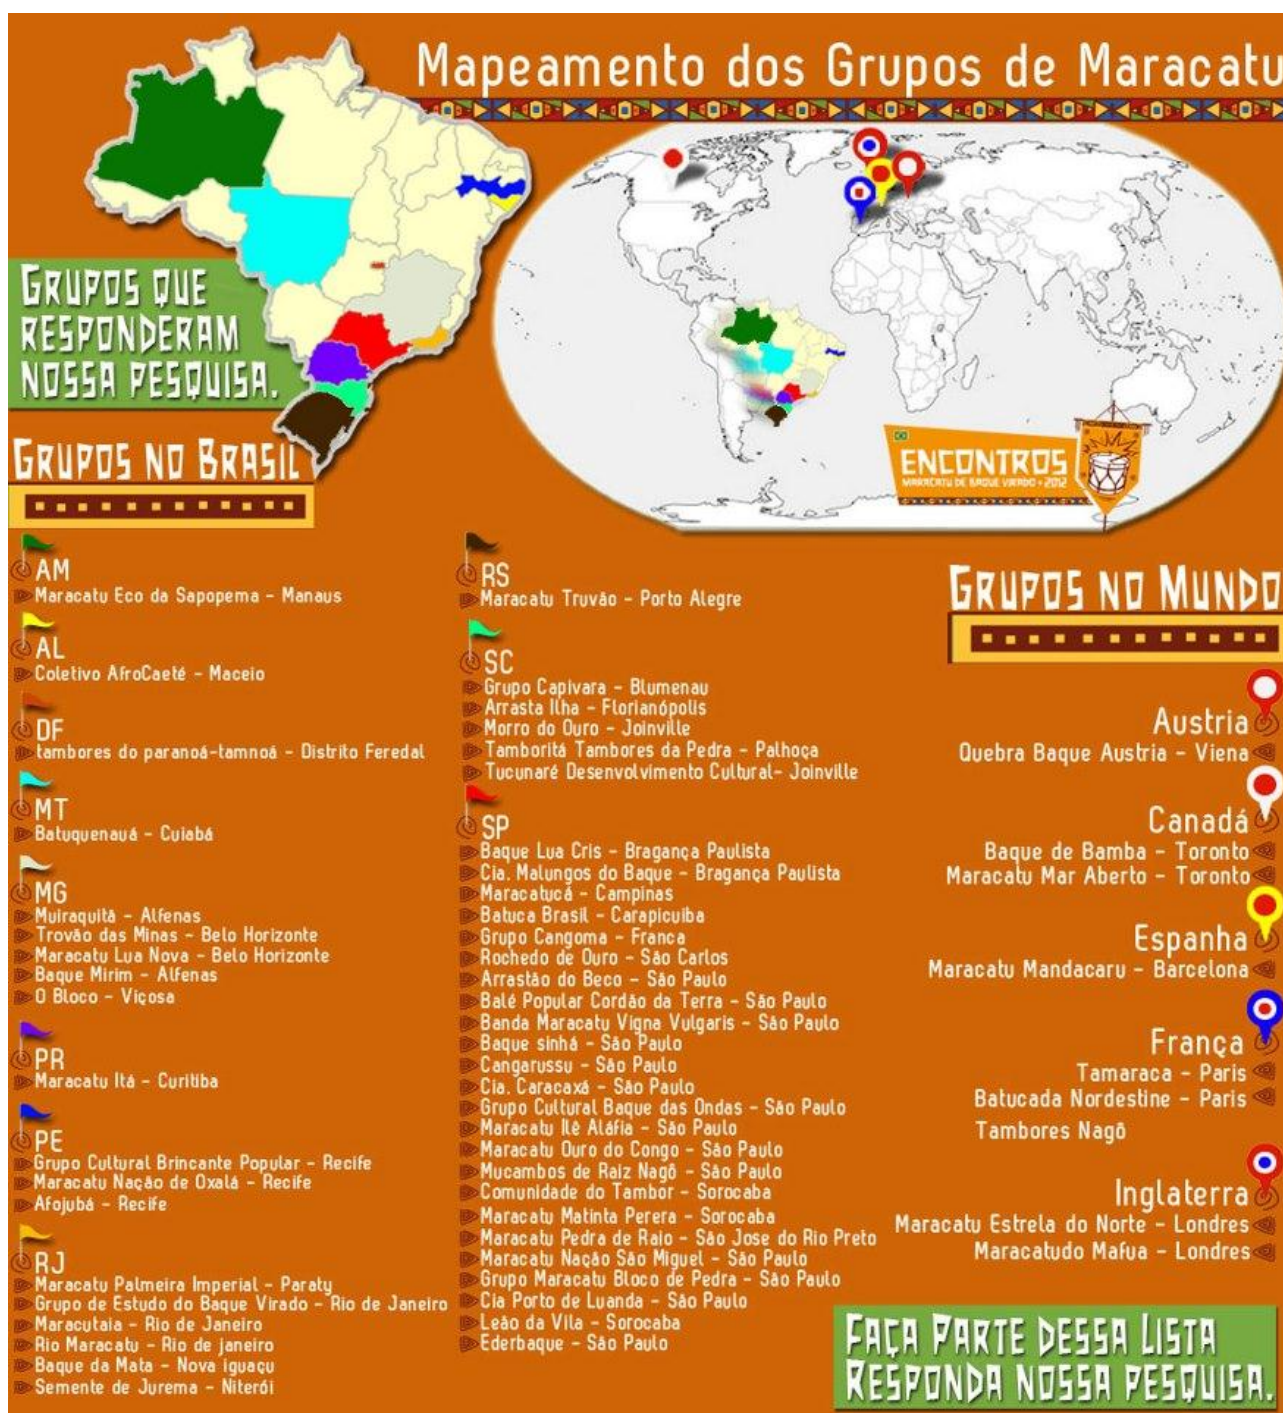 Mapeamento dos Grupos de Maracatu
GRUPOS QUE
RESPONDERAM
NOSSA PESQUISA.
ENCONTROS
MARACATU DE BAQUE VIRADO • 2012
GRUPOS NO BRASIL
AM
Maracatu Eco da Sapopema - Manaus
AL
Coletivo AfroCaeté - Maceio
DF
tambores do paranoá-tamnoá - Distrito Feredal
MT
Batuquenauá - Cuiabá
MG
Muiraquitã - Alfenas
Trovão das Minas - Belo Horizonte
Maracatu Lua Nova - Belo Horizonte
Baque Mirim - Alfenas
O Bloco - Viçosa
PR
Maracatu Itá - Curitiba
PE
Grupo Cultural Brincante Popular - Recife
Maracatu Nação de Oxalá - Recife
Afojubá - Recife
RJ
Maracatu Palmeira Imperial - Paraty
Grupo de Estudo do Baque Virado - Rio de Janeiro
Maracutaia - Rio de Janeiro
Rio Maracatu - Rio de janeiro
Baque da Mata - Nova iguaçu
Semente de Jurema - Niterói
RS
Maracatu Truvão - Porto Alegre
SC
Grupo Capivara - Blumenau
Arrasta Ilha - Florianópolis
Morro do Ouro - Joinville
Tamboritá Tambores da Pedra - Palhoça
Tucunaré Desenvolvimento Cultural- Joinville
SP
Baque Lua Cris - Bragança Paulista
Cia. Malungos do Baque - Bragança Paulista
Maracatucá - Campinas
Batuca Brasil - Carapicuiba
Grupo Cangoma - Franca
Rochedo de Ouro - São Carlos
Arrastão do Beco - São Paulo
Balé Popular Cordão da Terra - São Paulo
Banda Maracatu Vigna Vulgaris - São Paulo
Baque sinhá - São Paulo
Cangarussu - São Paulo
Cia. Caracaxá - São Paulo
Grupo Cultural Baque das Ondas - São Paulo
Maracatu Ilê Aláfia - São Paulo
Maracatu Ouro do Congo - São Paulo
Mucambos de Raiz Nagô - São Paulo
Comunidade do Tambor - Sorocaba
Maracatu Matinta Perera - Sorocaba
Maracatu Pedra de Raio - São Jose do Rio Preto
Maracatu Nação São Miguel - São Paulo
Grupo Maracatu Bloco de Pedra - São Paulo
Cia Porto de Luanda - São Paulo
Leão da Vila - Sorocaba
Ederbaque - São Paulo
GRUPOS NO MUNDO
Austria
Quebra Baque Austria - Viena
Canadá
Baque de Bamba - Toronto
Maracatu Mar Aberto - Toronto
Espanha
Maracatu Mandacaru - Barcelona
França
Tamaraca - Paris
Batucada Nordestine - Paris
Tambores Nagô
Inglaterra
Maracatu Estrela do Norte - Londres
Maracatudo Mafua - Londres
FAÇA PARTE DESSA LISTA
RESPONDA NOSSA PESQUISA.